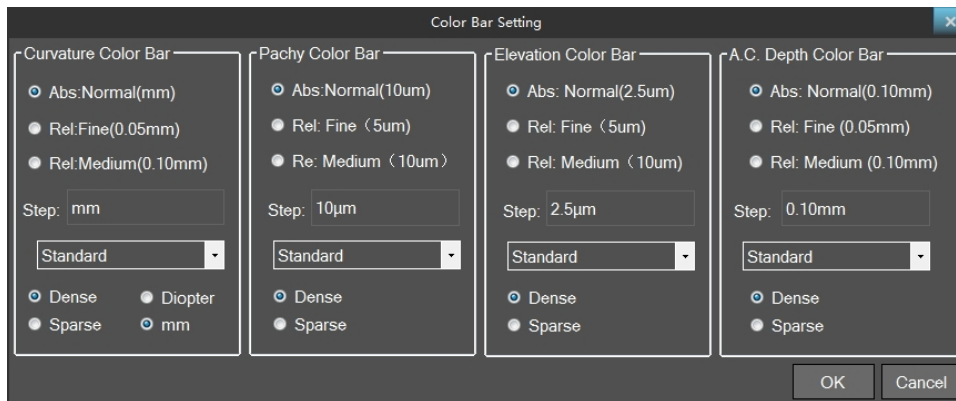 Color Bar Setting
Curvature Color Bar
Abs:Normal(mm)
Rel:Fine(0.05mm)
Rel:Medium(0.10mm)
Step: mm
Standard
Dense
Diopter
Sparse
mm
Pachy Color Bar
Abs:Normal(10um)
Rel: Fine（5um)
Re: Medium（10um）
Step: 10μm
Standard
Dense
Sparse
Elevation Color Bar
Abs: Normal(2.5um)
Rel: Fine（5um)
Rel: Medium（10um)
Step: 2.5μm
Standard
Dense
Sparse
A.C. Depth Color Bar
Abs: Normal(0.10mm)
Rel: Fine (0.05mm)
Rel: Medium (0.10mm)
Step: 0.10mm
Standard
Dense
Sparse
OK
Cancel